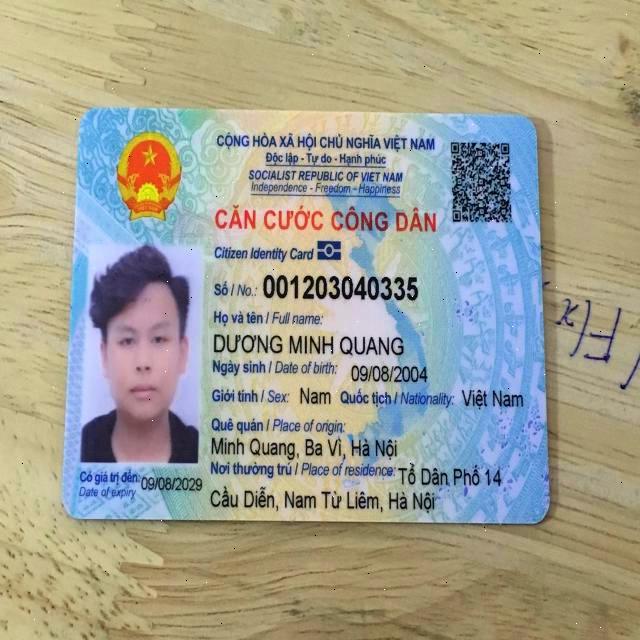 CỘNG HÒA XÃ HỘI CHỦ NGHĨA VIỆT NAM
Độc lập - Tự do - Hạnh phúc
SOCIALIST REPUBLIC OF VIET NAM
Independence - Freedom - Happiness
CĂN CƯỚC CÔNG DÂN
Citizen Identity Card
Số / No.: 001203040335
Họ và tên / Full name:
DƯƠNG MINH QUANG
Ngày sinh / Date of birth: 09/08/2004
Giới tính / Sex: Nam Quốc tịch / Nationality: Việt Nam
Quê quán / Place of origin:
Minh Quang, Ba Vì, Hà Nội
Nơi thường trú / Place of residence: Tổ Dân Phố 14
Cầu Diễn, Nam Từ Liêm, Hà Nội
Có giá trị đến: 09/08/2029
Date of expiry